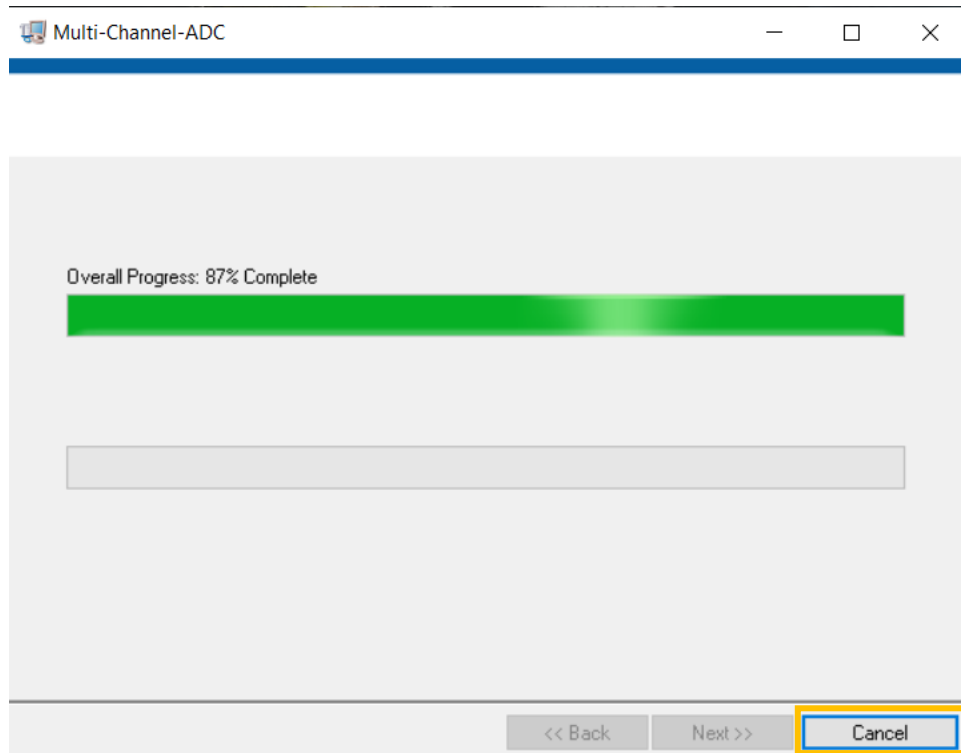 Multi-Channel-ADC
Overall Progress: 87% Complete
<< Back Next >> Cancel